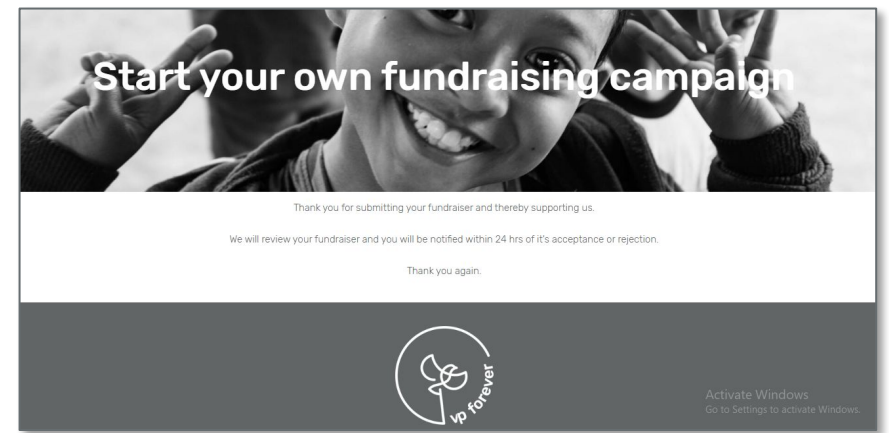 Start your own fundraising campaign
Thank you for submitting your fundraiser and thereby supporting us.
We will review your fundraiser and you will be notified within 24 hrs of it's acceptance or rejection.
Thank you again.
vp forever
Activate Windows
Go to Settings to activate Windows.